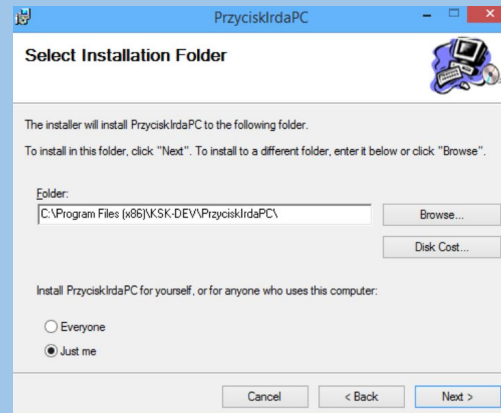 PrzyciskIrdaPC
Select Installation Folder
The installer will install PrzyciskIrdaPC to the following folder.
To install in this folder, click "Next". To install to a different folder, enter it below or click "Browse".
Folder:
C:\Program Files (x86)\KSK-DEV\PrzyciskIrdaPC\
Browse...
Disk Cost...
Install PrzyciskIrdaPC for yourself, or for anyone who uses this computer:
Everyone
Just me
Cancel
< Back
Next >